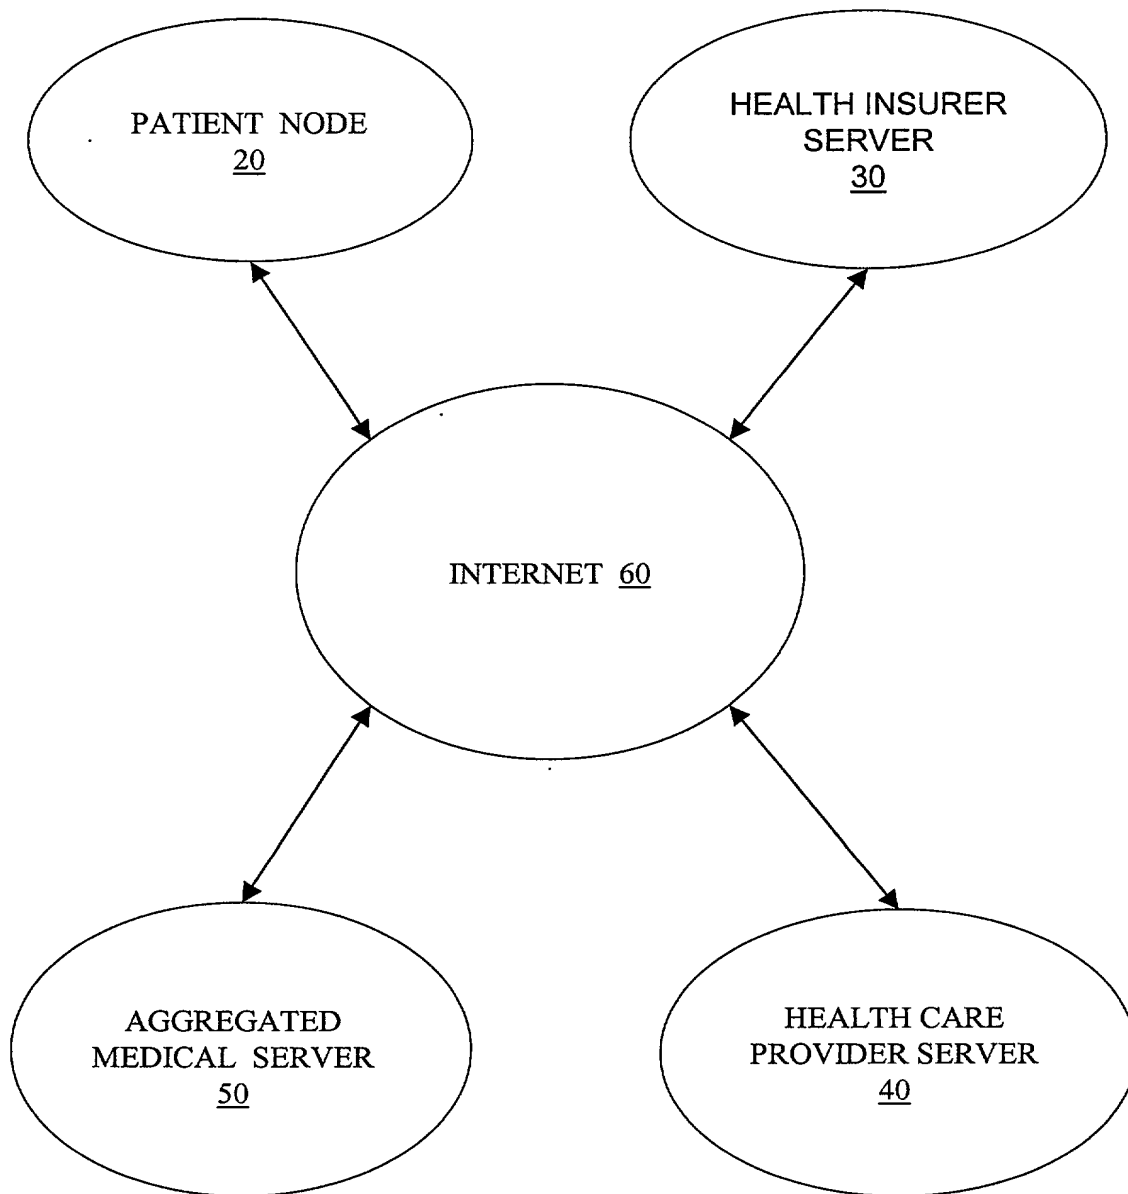 PATIENT NODE
20
HEALTH INSURER
SERVER
30
INTERNET 60
AGGREGATED
MEDICAL SERVER
50
HEALTH CARE
PROVIDER SERVER
40